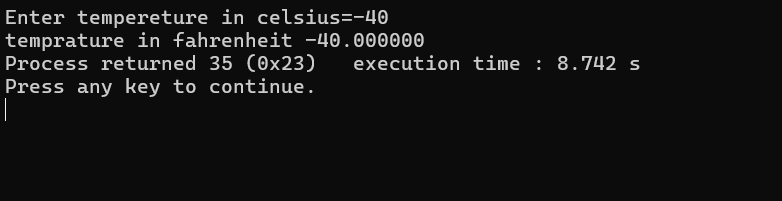 Enter tempereture in celsius=-40
temprature in fahrenheit -40.000000
Process returned 35 (0x23)   execution time : 8.742 s
Press any key to continue.